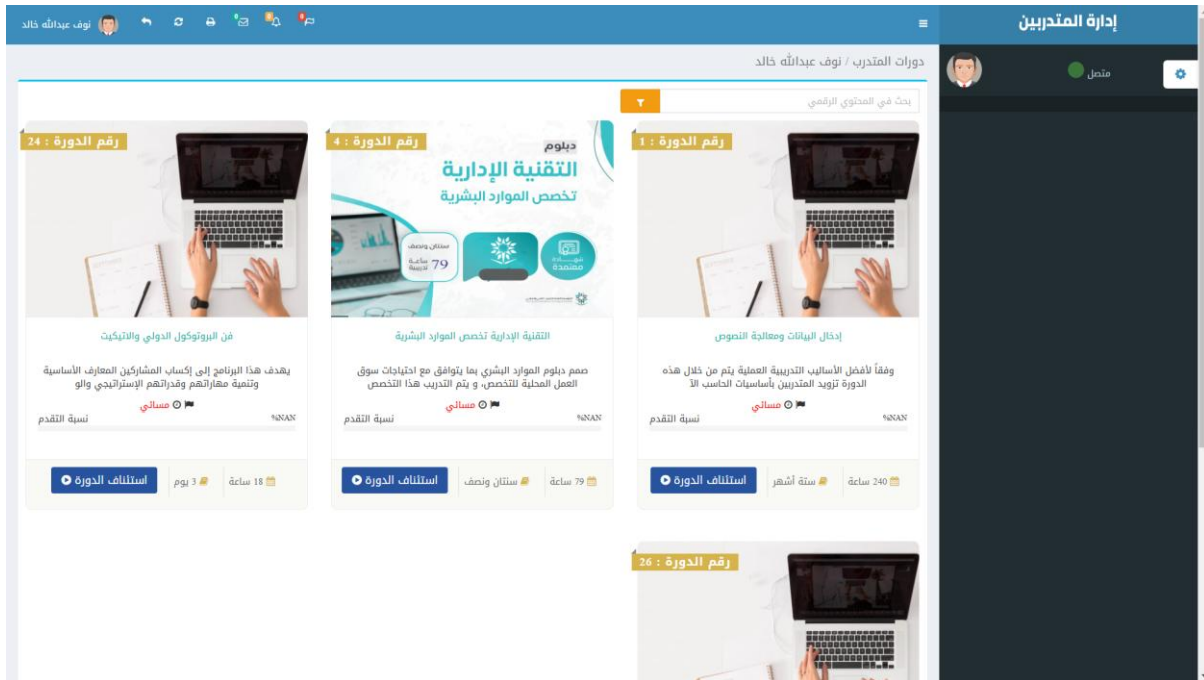 إدارة المتدربين
نوف عبدالله خالد
متصل
دورات المتدرب / نوف عبدالله خالد
بحث في المحتوي الرقمي
رقم الدورة : 1
إدخال البيانات ومعالجة النصوص
وفقاً لأفضل الأساليب التدريبية العملية يتم من خلال هذه
الدورة تزويد المتدربين بأساسيات الحاسب الآ
مسائي
نسبة التقدم
%NAN
240 ساعة
ستة أشهر
استئناف الدورة
رقم الدورة : 4
دبلوم
التقنية الإدارية
تخصص الموارد البشرية
شهادة
معتمدة
سنتان ونصف
79 ساعة
تدريبية
التقنية الإدارية تخصص الموارد البشرية
صمم دبلوم الموارد البشري بما يتوافق مع احتياجات سوق
العمل المحلية للتخصص، و يتم التدريب هذا التخصص
مسائي
نسبة التقدم
%NAN
79 ساعة
سنتان ونصف
استئناف الدورة
رقم الدورة : 24
فن البروتوكول الدولي والاتيكيت
يهدف هذا البرنامج إلى إكساب المشاركين المعارف الأساسية
وتنمية مهاراتهم وقدراتهم الإستراتيجي والو
مسائي
نسبة التقدم
%NAN
18 ساعة
3 يوم
استئناف الدورة
رقم الدورة : 26